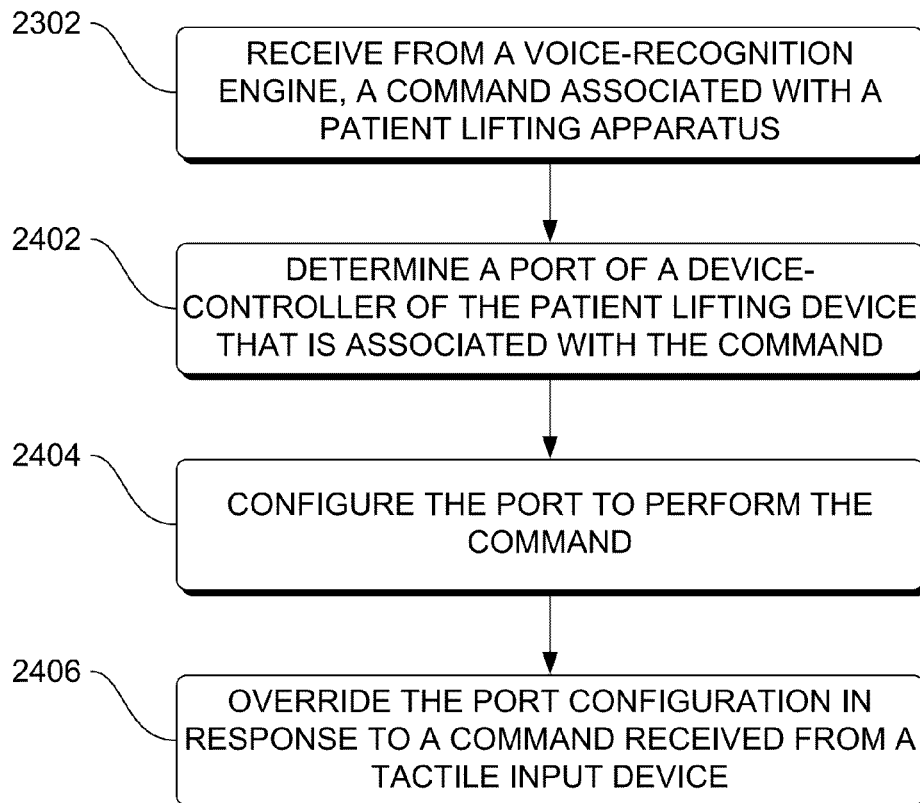 2302
RECEIVE FROM A VOICE-RECOGNITION
ENGINE, A COMMAND ASSOCIATED WITH A
PATIENT LIFTING APPARATUS
2402
DETERMINE A PORT OF A DEVICE-
CONTROLLER OF THE PATIENT LIFTING DEVICE
THAT IS ASSOCIATED WITH THE COMMAND
2404
CONFIGURE THE PORT TO PERFORM THE
COMMAND
2406
OVERRIDE THE PORT CONFIGURATION IN
RESPONSE TO A COMMAND RECEIVED FROM A
TACTILE INPUT DEVICE